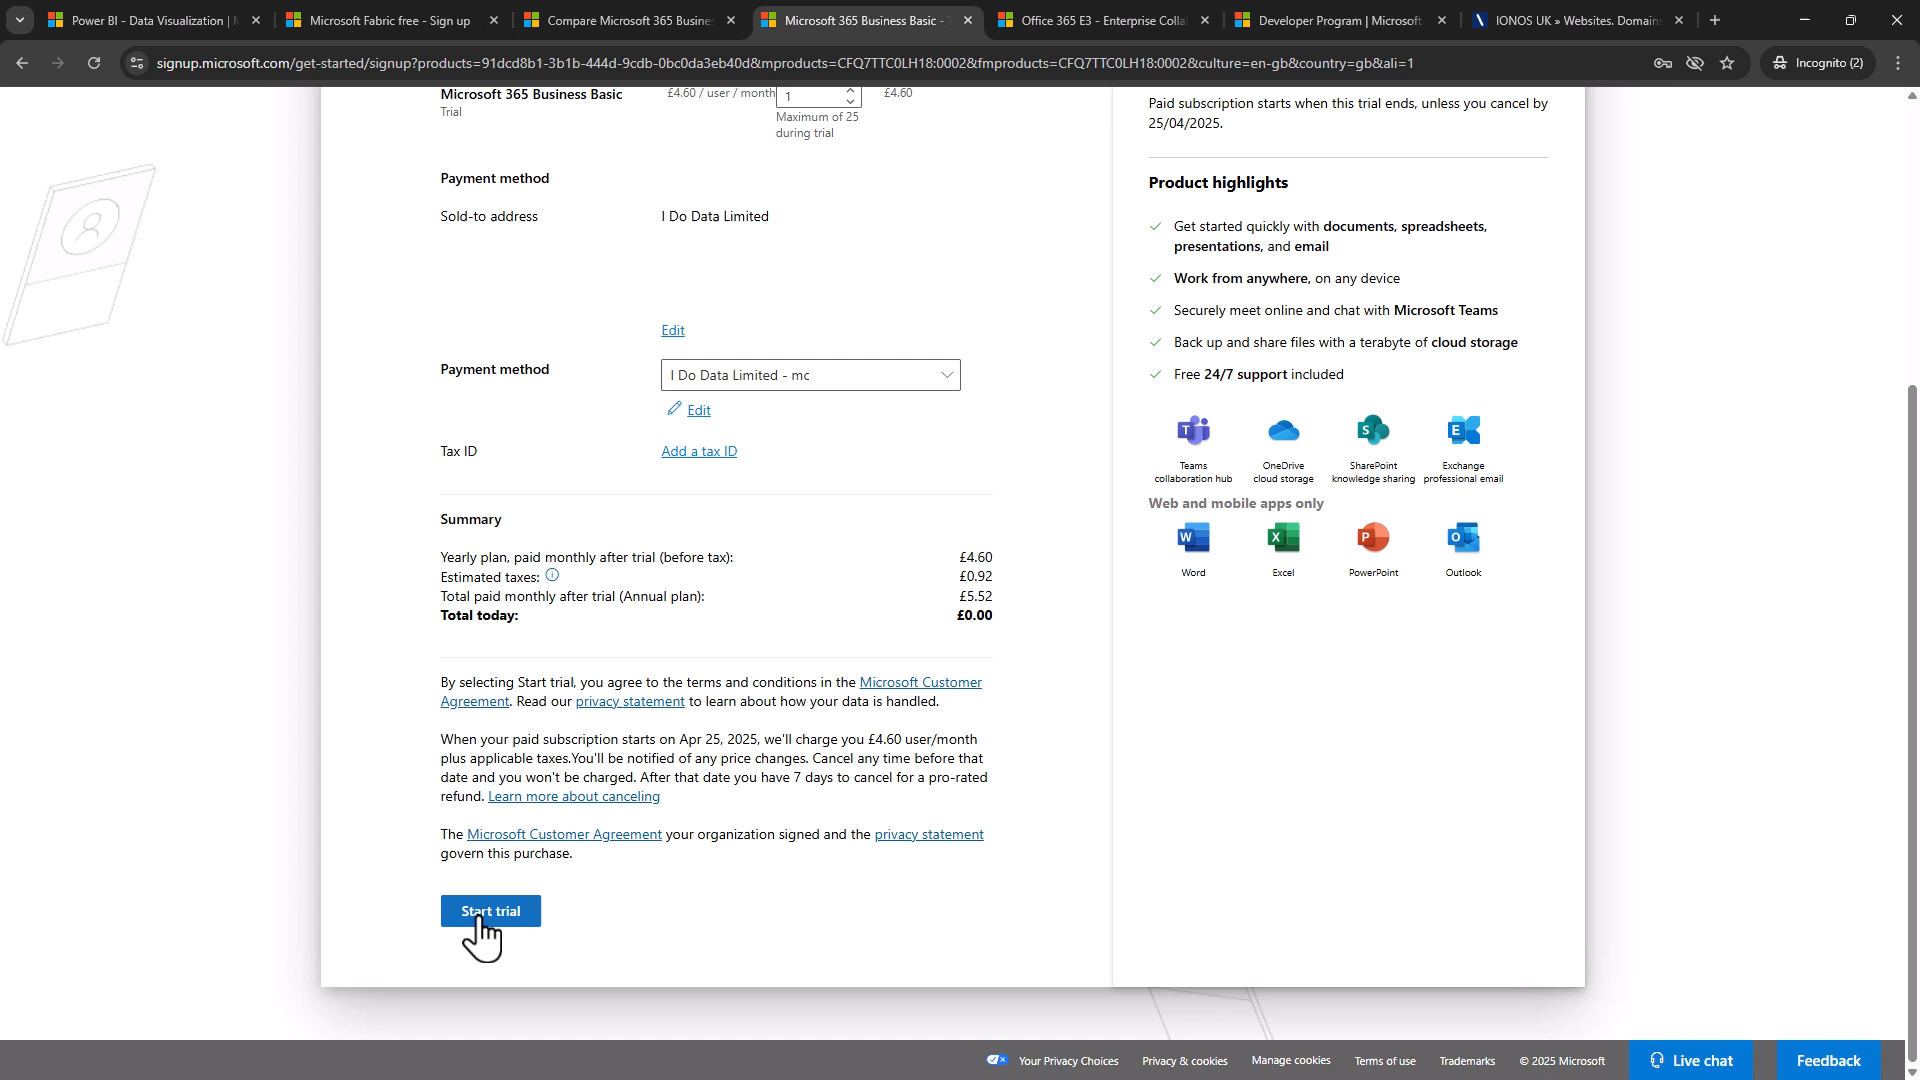 Power BI - Data Visualization | M
Microsoft Fabric free - Sign up
Compare Microsoft 365 Busine
Microsoft 365 Business Basic - T
Office 365 E3 - Enterprise Colla
Developer Program | Microsoft
IONOS UK » Websites. Domain
signup.microsoft.com/get-started/signup?products=91dcd8b1-3b1b-444d-9cdb-0bc0da3eb40d&mproducts=CFQ7TTC0LH18:0002&fmproducts=CFQ7TTC0LH18:0002&culture=en-gb&country=gb&ali=1
Incognito (2)
Microsoft 365 Business Basic
£4.60 / user / month
1
£4.60
Trial
Maximum of 25
during trial
Payment method
Sold-to address
I Do Data Limited
Edit
Payment method
I Do Data Limited - mc
Edit
Tax ID
Add a tax ID
Summary
Yearly plan, paid monthly after trial (before tax): £4.60
Estimated taxes: £0.92
Total paid monthly after trial (Annual plan): £5.52
Total today: £0.00
By selecting Start trial, you agree to the terms and conditions in the Microsoft Customer
Agreement. Read our privacy statement to learn about how your data is handled.
When your paid subscription starts on Apr 25, 2025, we'll charge you £4.60 user/month
plus applicable taxes.You'll be notified of any price changes. Cancel any time before that
date and you won't be charged. After that date you have 7 days to cancel for a pro-rated
refund. Learn more about canceling
The Microsoft Customer Agreement your organization signed and the privacy statement
govern this purchase.
Start trial
Paid subscription starts when this trial ends, unless you cancel by
25/04/2025.
Product highlights
Get started quickly with documents, spreadsheets,
presentations, and email
Work from anywhere, on any device
Securely meet online and chat with Microsoft Teams
Back up and share files with a terabyte of cloud storage
Free 24/7 support included
Teams
collaboration hub
OneDrive
cloud storage
SharePoint
knowledge sharing
Exchange
professional email
Web and mobile apps only
Word
Excel
PowerPoint
Outlook
Your Privacy Choices
Privacy & cookies
Manage cookies
Terms of use
Trademarks
© 2025 Microsoft
Live chat
Feedback